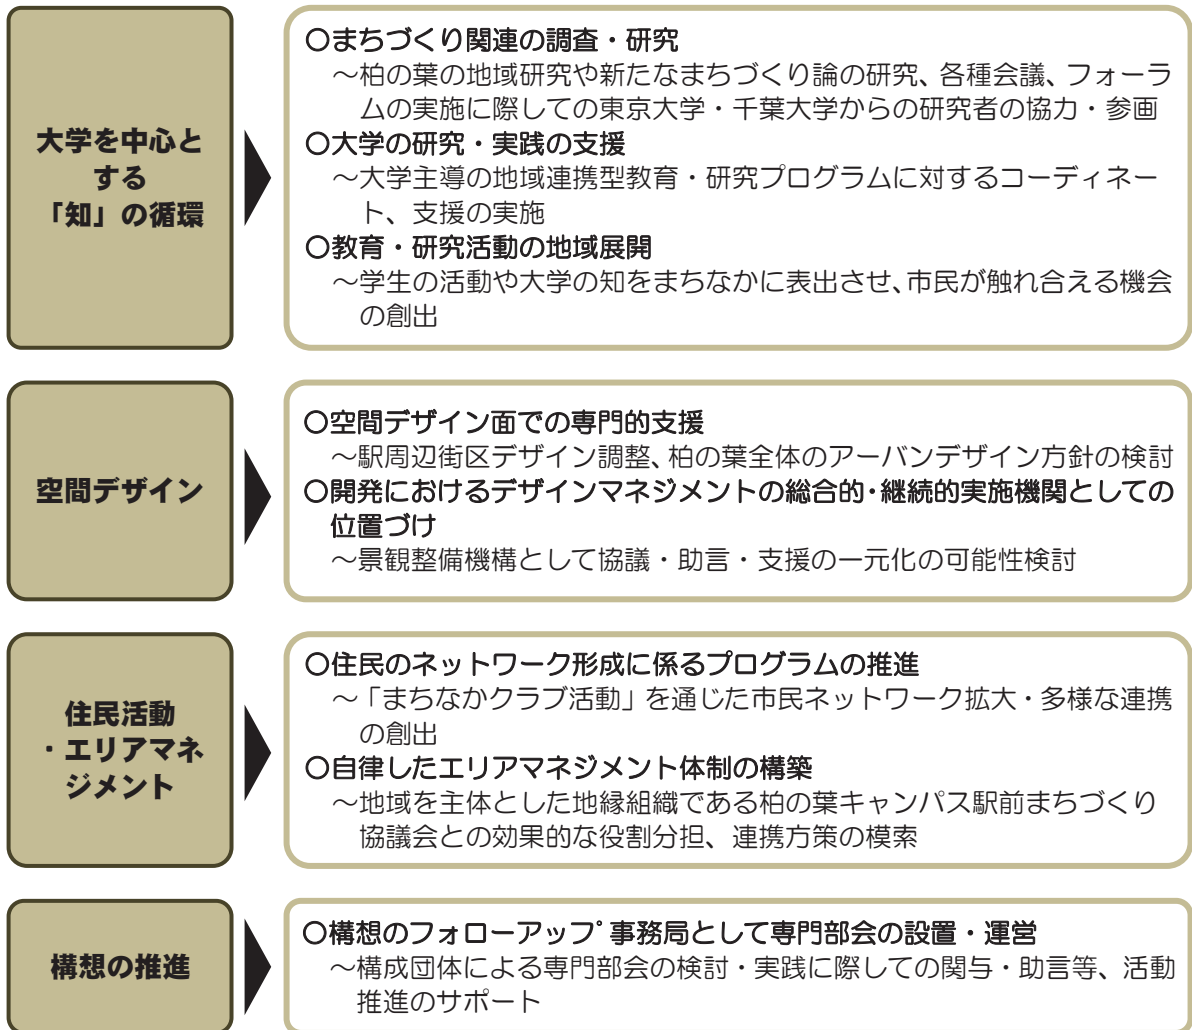 大学を中心と
する
「知」の循環
〇まちづくり関連の調査・研究
～柏の葉の地域研究や新たなまちづくり論の研究、各種会議、フォーラ
ムの実施に際しての東京大学・千葉大学からの研究者の協力・参画
〇大学の研究・実践の支援
～大学主導の地域連携型教育・研究プログラムに対するコーディネー
ト、支援の実施
〇教育・研究活動の地域展開
～学生の活動や大学の知をまちなかに表出させ、市民が触れ合える機会
の創出
空間デザイン
〇空間デザイン面での専門的支援
～駅周辺街区デザイン調整、柏の葉全体のアーバンデザイン方針の検討
〇開発におけるデザインマネジメントの総合的・継続的実施機関としての
位置づけ
～景観整備機構として協議・助言・支援の一元化の可能性検討
住民活動
・エリアマネ
ジメント
〇住民のネットワーク形成に係るプログラムの推進
～「まちなかクラブ活動」を通じた市民ネットワーク拡大・多様な連携
の創出
〇自律したエリアマネジメント体制の構築
～地域を主体とした地縁組織である柏の葉キャンパス駅前まちづくり
協議会との効果的な役割分担、連携方策の模索
構想の推進
〇構想のフォローアップ事務局として専門部会の設置・運営
～構成団体による専門部会の検討・実践に際しての関与・助言等、活動
推進のサポート